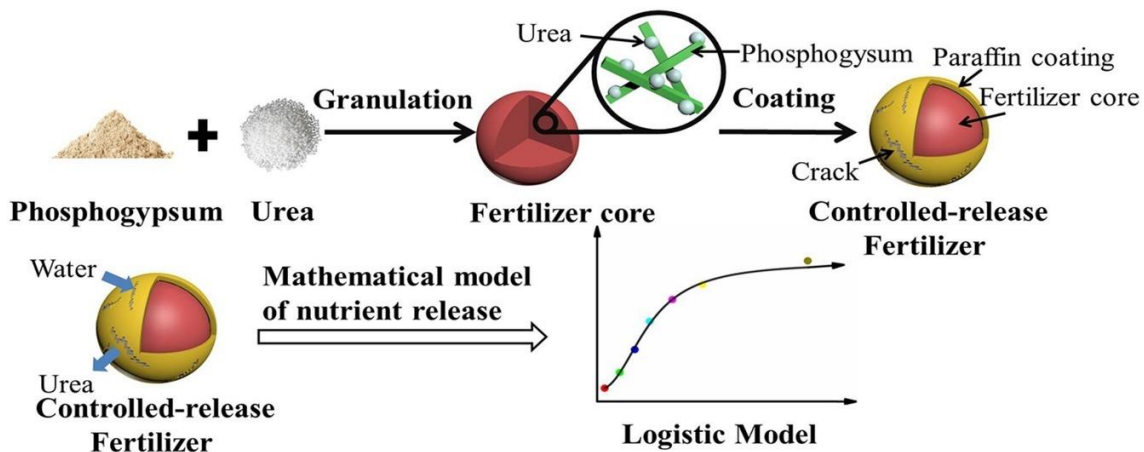 Urea
Phosphogysum
Paraffin coating
Granulation
Coating
Fertilizer core
Crack
Phosphogypsum
Urea
Fertilizer core
Controlled-release
Fertilizer
Water
Mathematical model
of nutrient release
Urea
Controlled-release
Fertilizer
Logistic Model